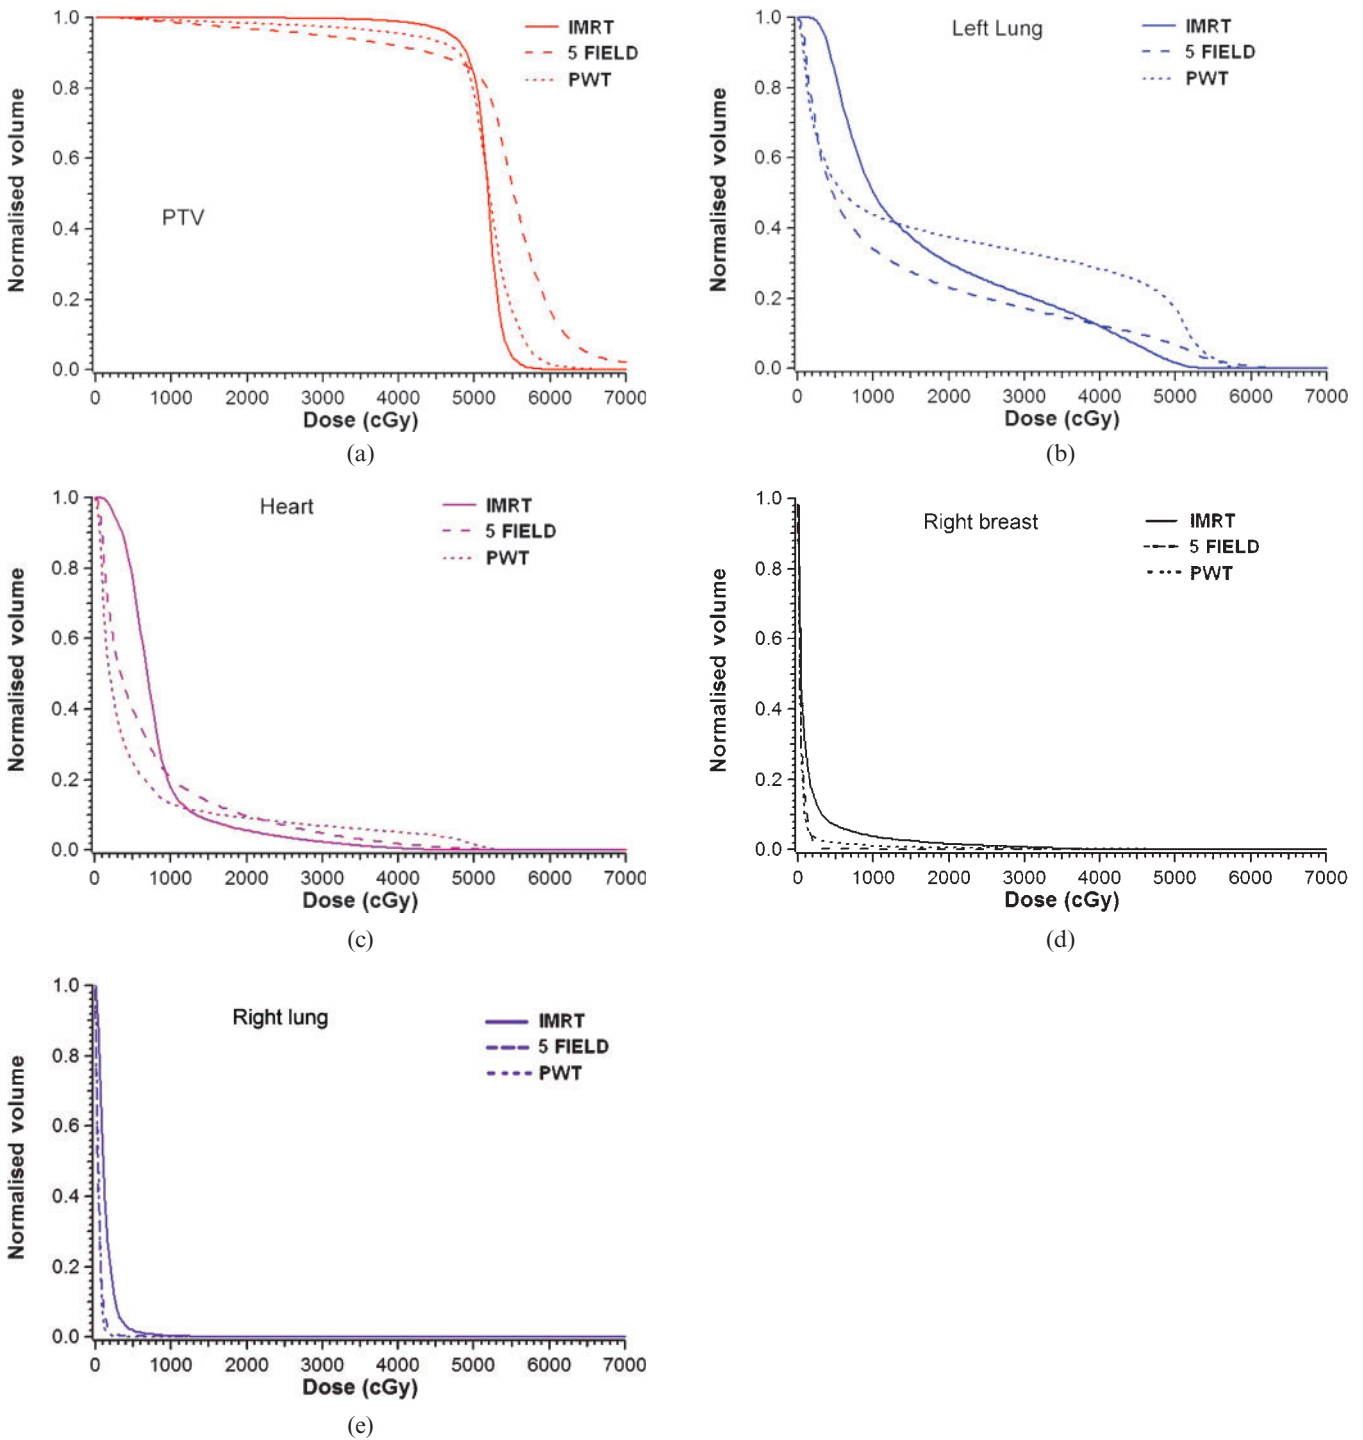 1.0
0.8
0.6
0.4
0.2
0.0
Normalised volume
PTV
IMRT
5 FIELD
PWT
0 1000 2000 3000 4000 5000 6000 7000
Dose (cGy)
(a)
1.0
0.8
0.6
0.4
0.2
0.0
Normalised volume
Left Lung
IMRT
5 FIELD
PWT
0 1000 2000 3000 4000 5000 6000 7000
Dose (cGy)
(b)
1.0
0.8
0.6
0.4
0.2
0.0
Normalised volume
Heart
IMRT
5 FIELD
PWT
0 1000 2000 3000 4000 5000 6000 7000
Dose (cGy)
(c)
1.0
0.8
0.6
0.4
0.2
0.0
Normalised volume
Right breast
IMRT
5 FIELD
PWT
0 1000 2000 3000 4000 5000 6000 7000
Dose (cGy)
(d)
1.0
0.8
0.6
0.4
0.2
0.0
Normalised volume
Right lung
IMRT
5 FIELD
PWT
0 1000 2000 3000 4000 5000 6000 7000
Dose (cGy)
(e)